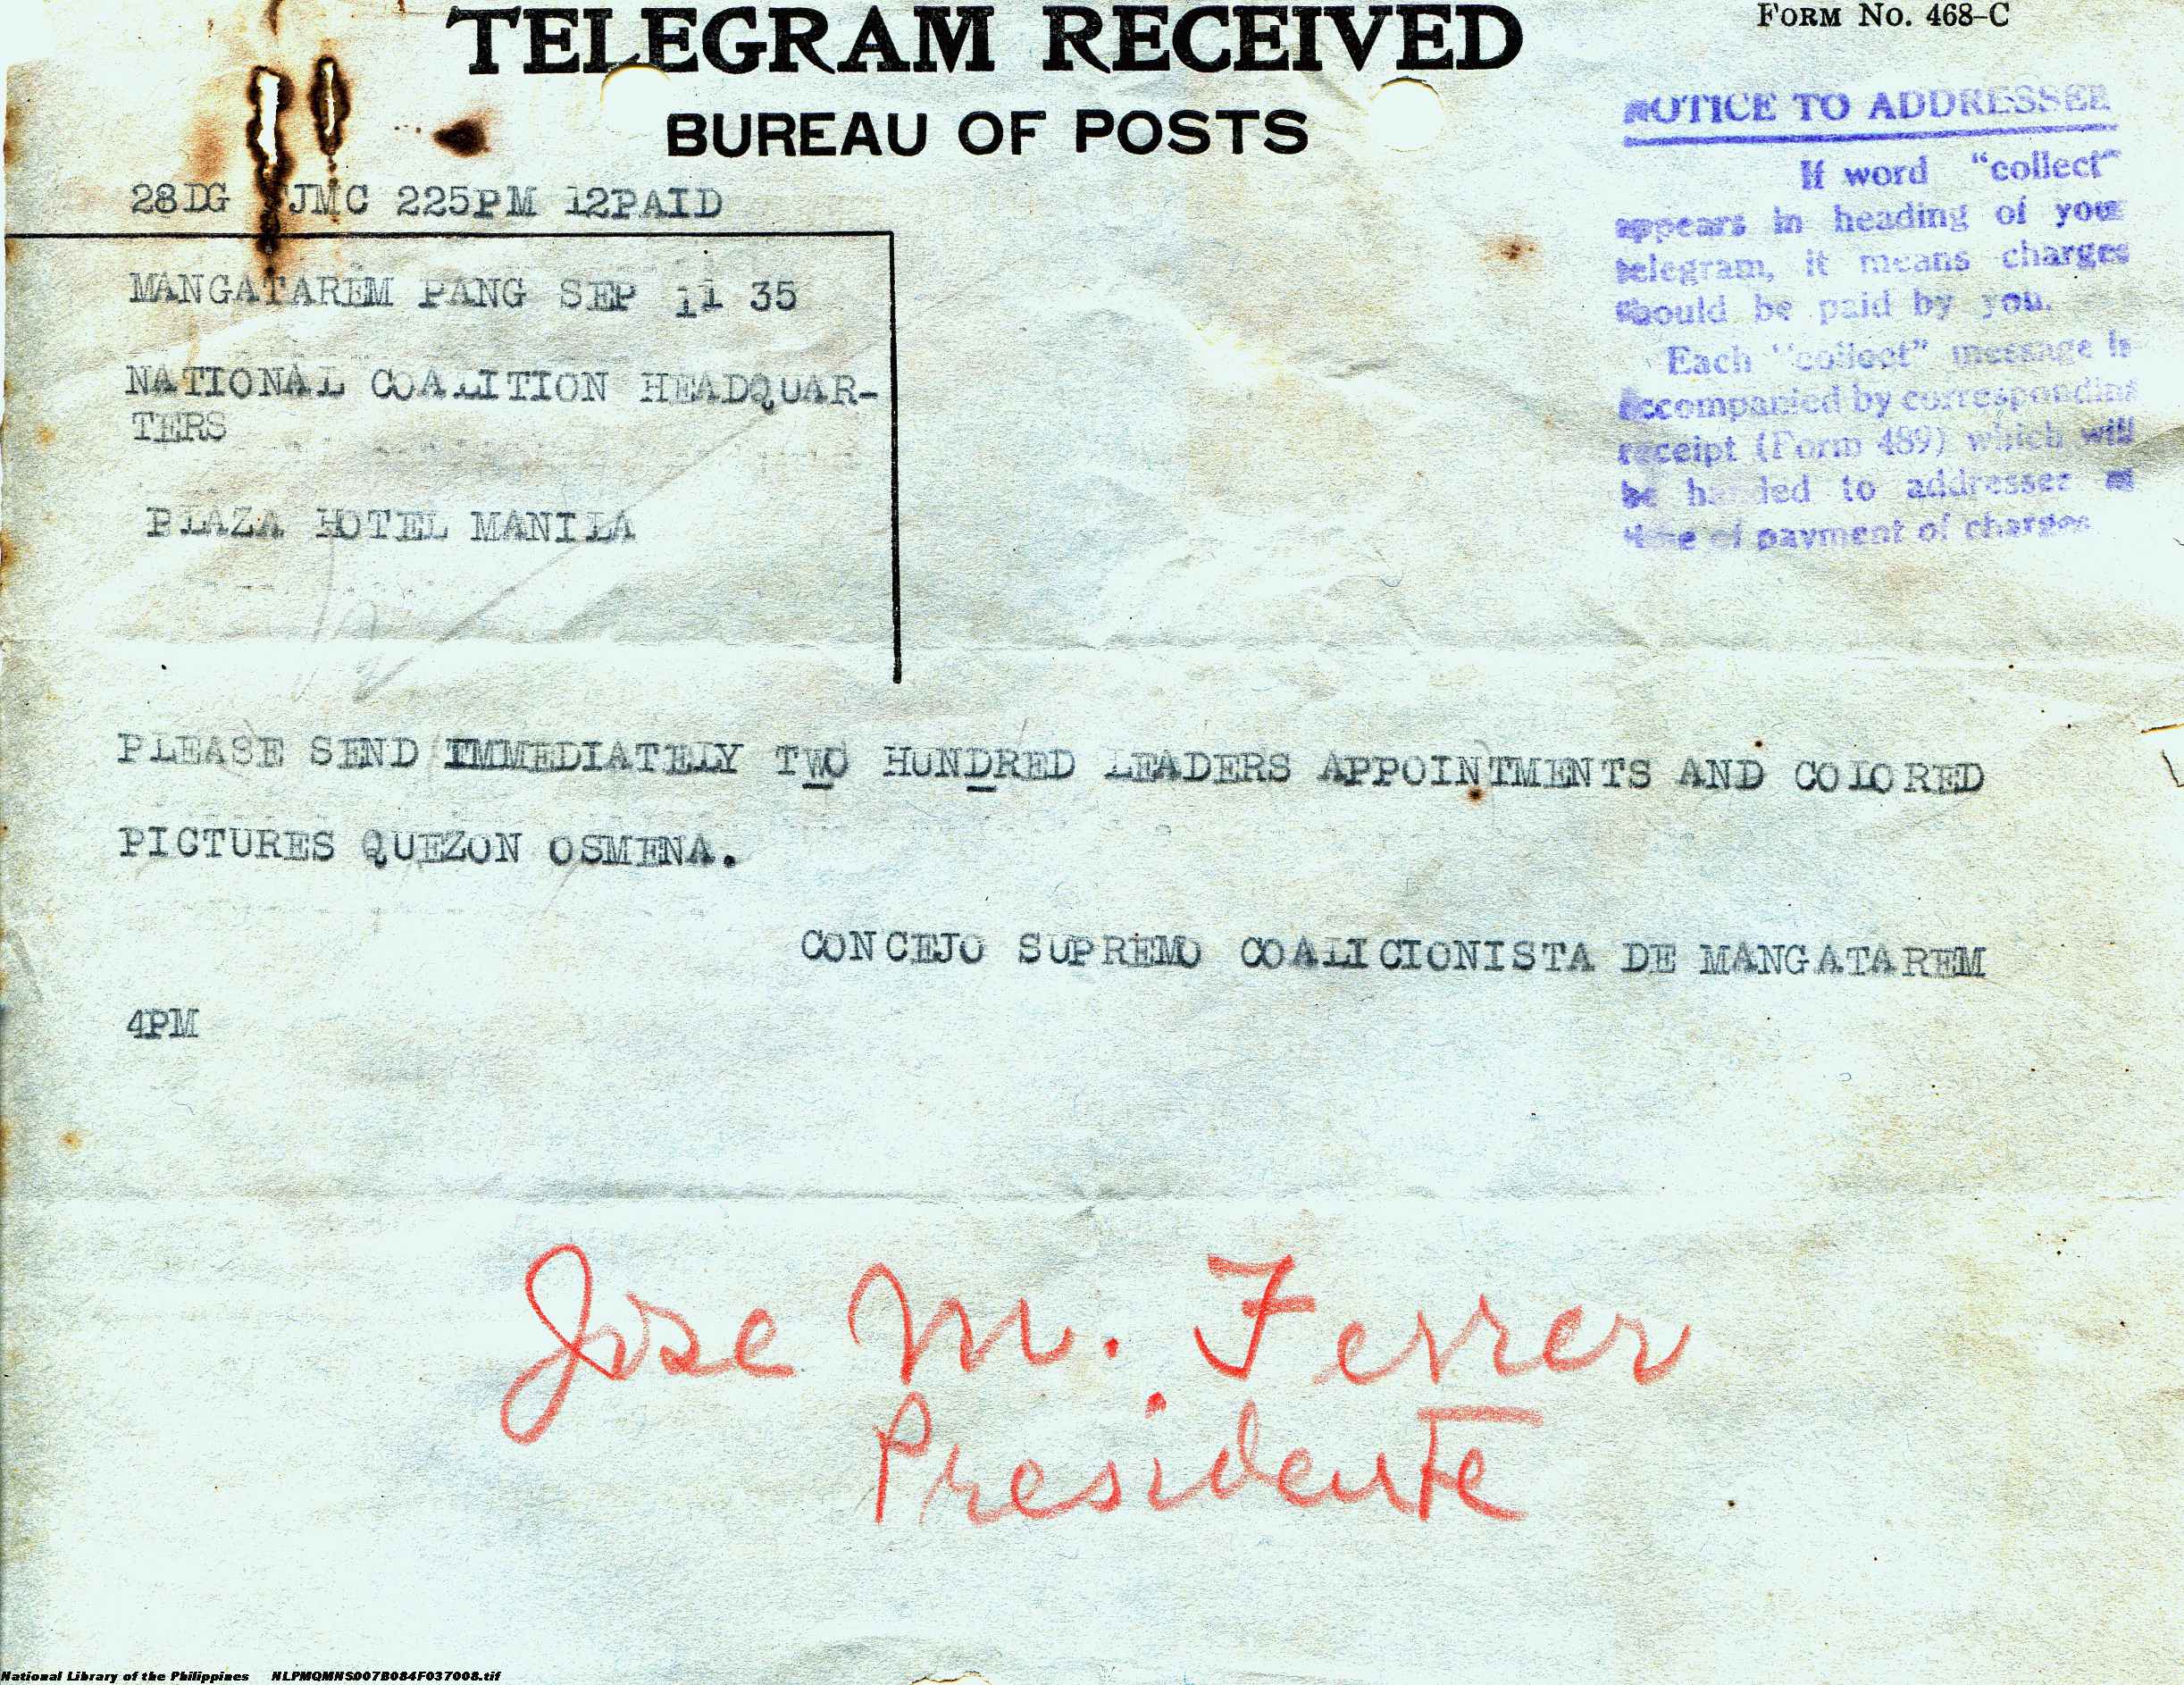 TELEGRAM RECEIVED
FORM NO. 468-C
BUREAU OF POSTS
NOTICE TO ADDRESSEE
If word "collect"
appears in heading of your
telegram, it means charges
should be paid by you.
Each "collect" message is
accompanied by corresponding
receipt (Form 489) which will
be handed to addressee at
time of payment of charges
28DG JMC 225PM 12PAID
MANGATAREM PANG SEP 11 35
NATIONAL COALITION HEADQUAR-
TERS
PLAZA HOTEL MANILA
PLEASE SEND IMMEDIATELY TWO HUNDRED LEADERS APPOINTMENTS AND COLORED
PICTURES QUEZON OSMENA.
CONCEJO SUPREMO COALICIONISTA DE MANGATAREM
4PM
Jose M. Ferrer
Presidente
National Library of the Philippines NLPMQMNS007B084F037008.tif